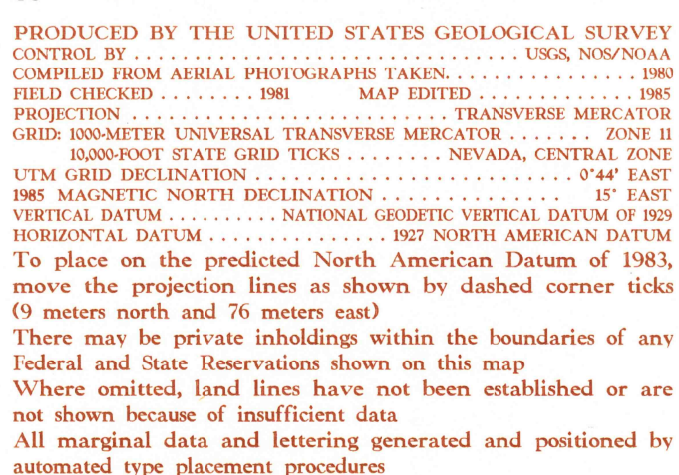 PRODUCED BY THE UNITED STATES GEOLOGICAL SURVEY
CONTROL BY . . . . . . . . . . . . . . . . . . . . . . . . . . . . . . . . . USGS, NOS/NOAA
COMPILED FROM AERIAL PHOTOGRAPHS TAKEN. . . . . . . . . . . . . . . . 1980
FIELD CHECKED . . . . . . . . 1981 MAP EDITED . . . . . . . . . . . . . 1985
PROJECTION . . . . . . . . . . . . . . . . . . . . . . . . . . . TRANSVERSE MERCATOR
GRID: 1000-METER UNIVERSAL TRANSVERSE MERCATOR . . . . . . . ZONE 11
10,000-FOOT STATE GRID TICKS . . . . . . . . NEVADA, CENTRAL ZONE
UTM GRID DECLINATION . . . . . . . . . . . . . . . . . . . . . . . . . . . 0°44' EAST
1985 MAGNETIC NORTH DECLINATION . . . . . . . . . . . . . . . 15° EAST
VERTICAL DATUM . . . . . . . . . NATIONAL GEODETIC VERTICAL DATUM OF 1929
HORIZONTAL DATUM . . . . . . . . . . . . . . . 1927 NORTH AMERICAN DATUM
To place on the predicted North American Datum of 1983,
move the projection lines as shown by dashed corner ticks
(9 meters north and 76 meters east)
There may be private inholdings within the boundaries of any
Federal and State Reservations shown on this map
Where omitted, land lines have not been established or are
not shown because of insufficient data
All marginal data and lettering generated and positioned by
automated type placement procedures